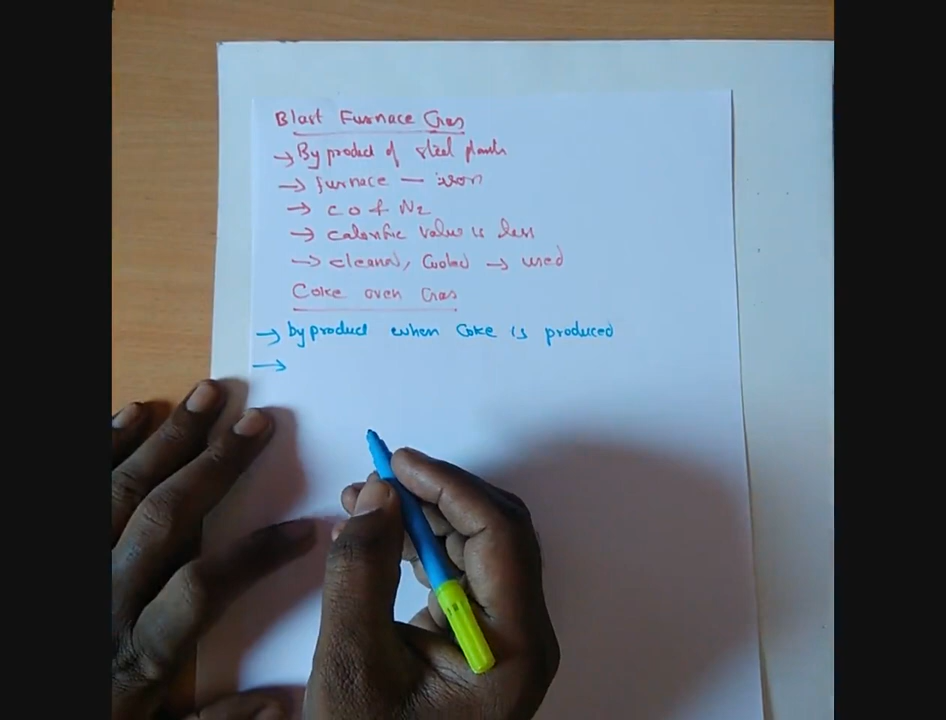 Blast Furnace Gas
→ By product of steel plants
→ furnace — iron
→ CO + N2
→ calorific value is less
→ cleaned, Cooled → used
Coke oven Gas
→ by product when Coke is produced
→